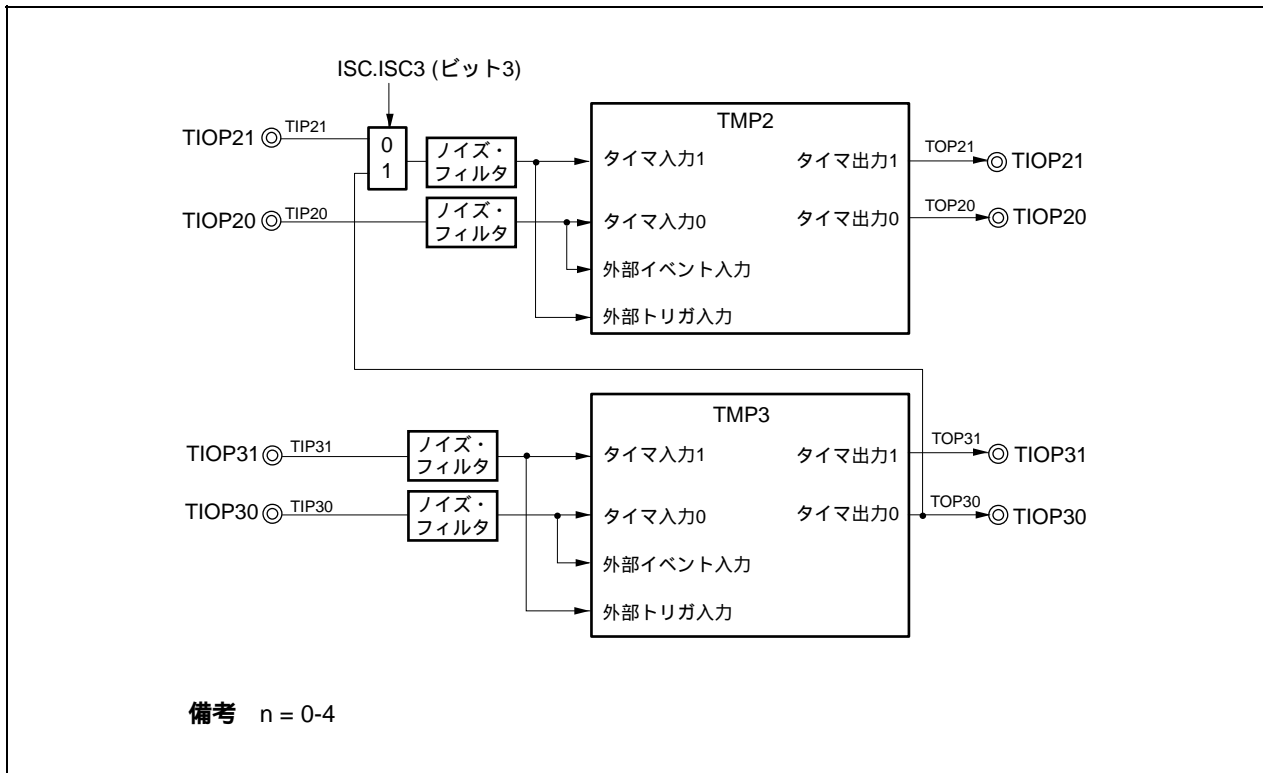 ISC.ISC3 (ビット3)
TIOP21 TIP21
0
1
ノイズ・
フィルタ
TIOP20 TIP20
ノイズ・
フィルタ
TMP2
タイマ入力1
タイマ出力1
TOP21
TIOP21
タイマ入力0
タイマ出力0
TOP20
TIOP20
外部イベント入力
外部トリガ入力
TIOP31 TIP31
ノイズ・
フィルタ
TIOP30 TIP30
ノイズ・
フィルタ
TMP3
タイマ入力1
タイマ出力1
TOP31
TIOP31
タイマ入力0
タイマ出力0
TOP30
TIOP30
外部イベント入力
外部トリガ入力
備考 n = 0-4